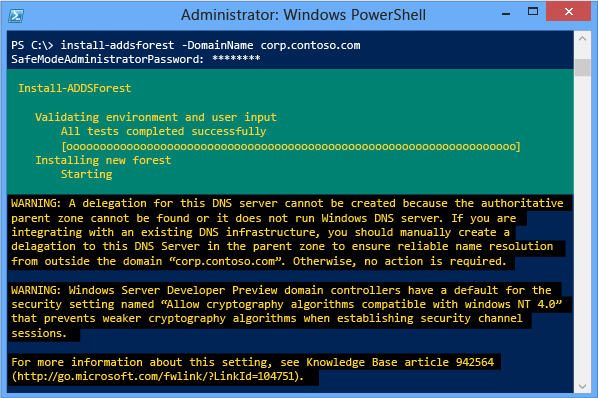 Administrator: Windows PowerShell
PS C:\> install-addsforest -DomainName corp.contoso.com
SafeModeAdministratorPassword: ********
Install-ADDSForest
Validating environment and user input
All tests completed successfully
[oooooooooooooooooooooooooooooooooooooooooooooooooooooooooooooooooooo]
Installing new forest
Starting
WARNING: A delegation for this DNS server cannot be created because the authoritative
parent zone cannot be found or it does not run Windows DNS server. If you are
integrating with an existing DNS infrastructure, you should manually create a
delagation to this DNS Server in the parent zone to ensure reliable name resolution
from outside the domain “corp.contoso.com”. Otherwise, no action is required.
WARNING: Windows Server Developer Preview domain controllers have a default for the
security setting named “Allow cryptography algorithms compatible with windows NT 4.0”
that prevents weaker cryptography algorithms when establishing security channel
sessions.
For more information about this setting, see Knowledge Base article 942564
(http://go.microsoft.com/fwlink/?LinkId=104751).